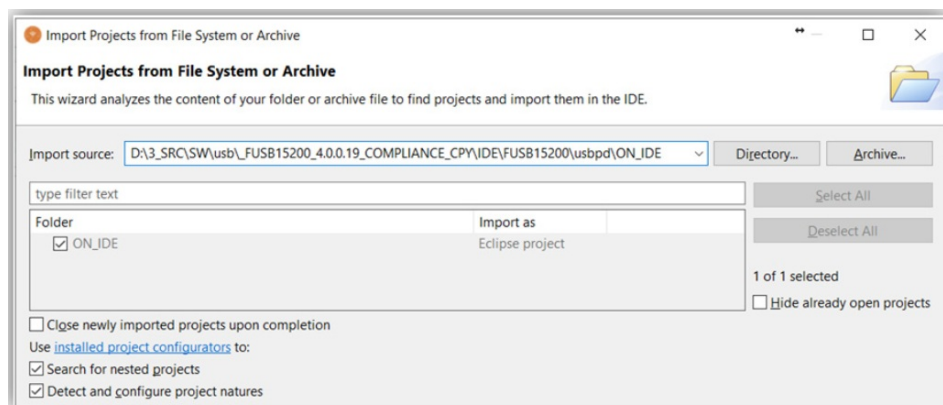 Import Projects from File System or Archive
Import Projects from File System or Archive
This wizard analyzes the content of your folder or archive file to find projects and import them in the IDE.
Import source: D:\3_SRC\SW\usb\_FUSB15200_4.0.0.19_COMPLIANCE_CPY\IDE\FUSB15200\usbpd\ON_IDE Directory... Archive...
type filter text Select All
Folder Import as
ON_IDE Eclipse project
Deselect All
1 of 1 selected
Hide already open projects
Close newly imported projects upon completion
Use installed project configurators to:
Search for nested projects
Detect and configure project natures